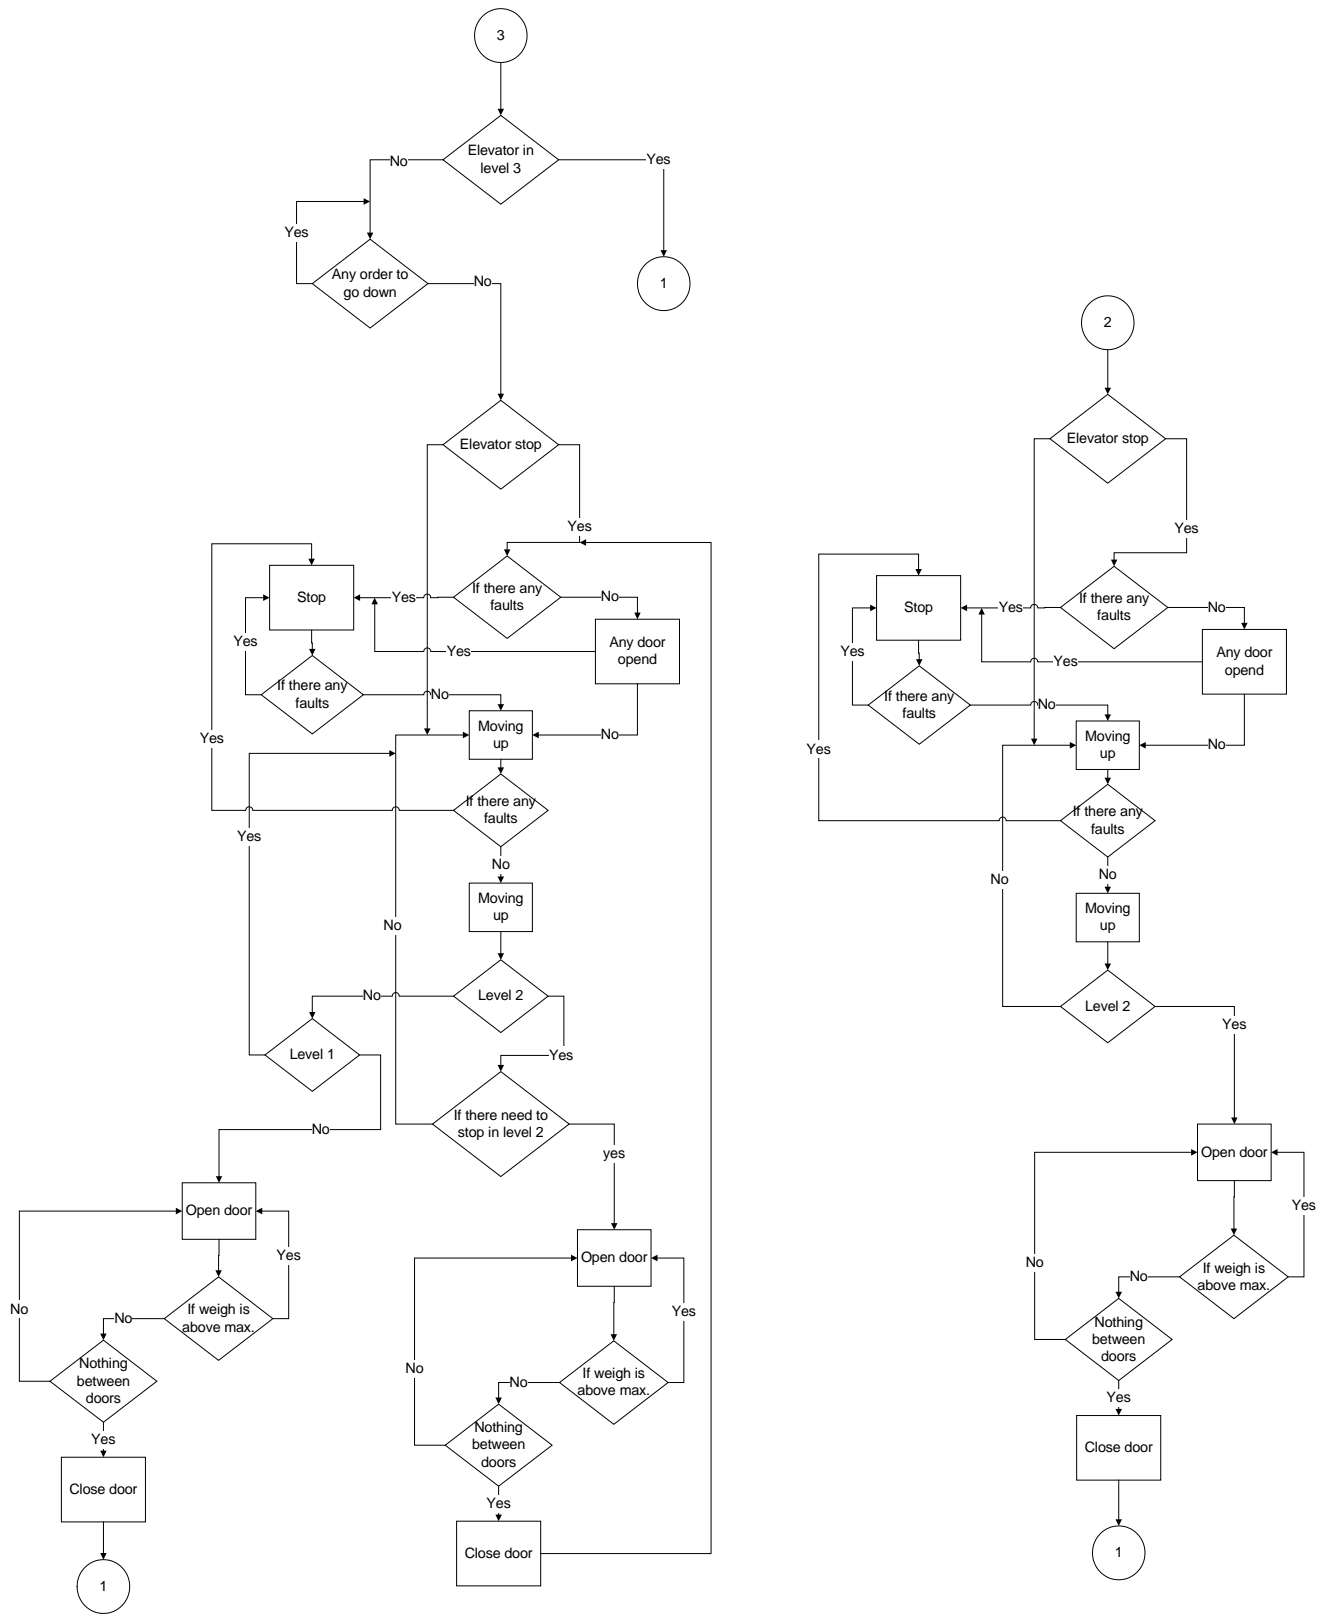 3
Elevator in
level 3
No
Yes
Yes
Any order to
go down
No
1
Elevator stop
Yes
Stop
Yes
If there any
faults
No
Yes
Yes
Any door
opend
If there any
faults
No
Moving
up
No
Yes
If there any
faults
Yes
No
Moving
up
No
Level 2
No
Level 1
Yes
If there need to
stop in level 2
No
yes
Open door
Yes
If weigh is
above max.
No
No
Nothing
between
doors
Yes
Close door
1
Open door
Yes
If weigh is
above max.
No
No
Nothing
between
doors
Yes
Close door
2
Elevator stop
Yes
Stop
Yes
If there any
faults
No
Yes
Yes
Any door
opend
If there any
faults
No
Moving
up
No
Yes
If there any
faults
No
No
Moving
up
Level 2
Yes
Open door
Yes
If weigh is
above max.
No
No
Nothing
between
doors
Yes
Close door
1